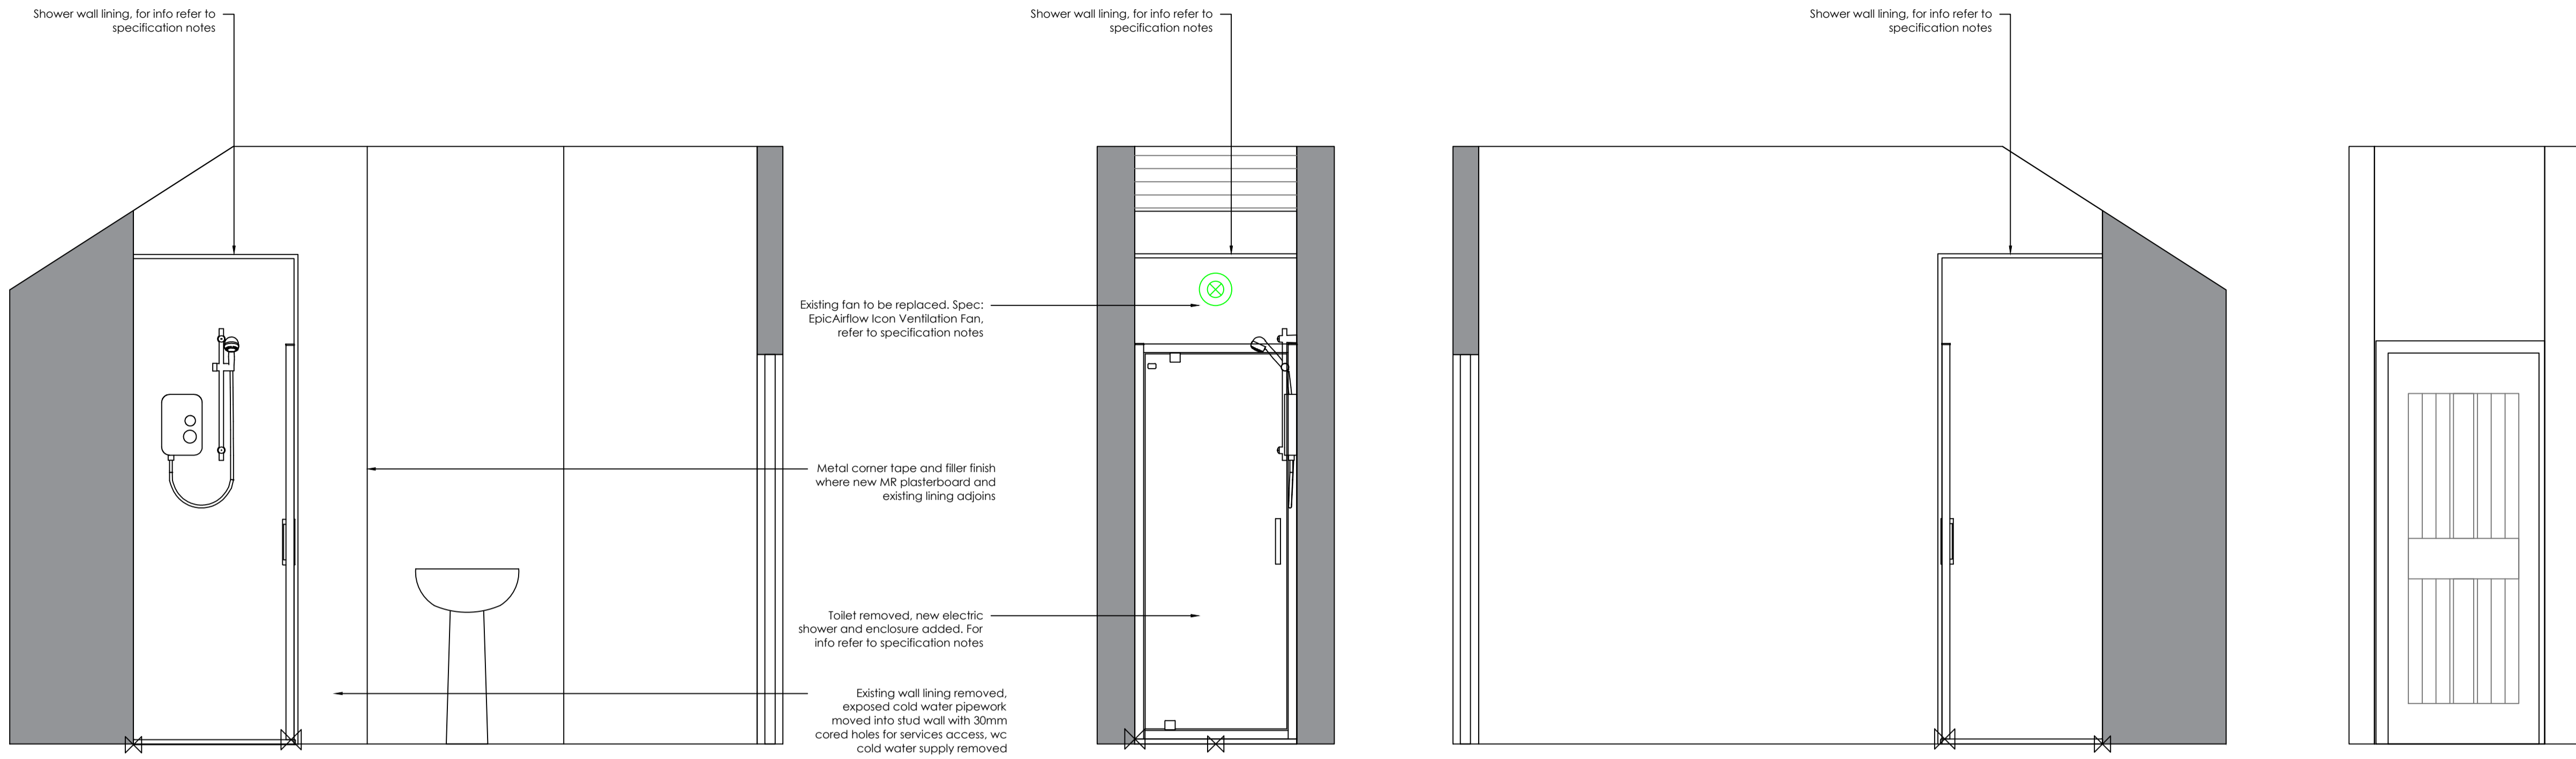 Shower wall lining, for info refer to
specification notes
Shower wall lining, for info refer to
specification notes
Shower wall lining, for info refer to
specification notes
Existing fan to be replaced. Spec:
EpicAirflow Icon Ventilation Fan,
refer to specification notes
Metal corner tape and filler finish
where new MR plasterboard and
existing lining adjoins
Toilet removed, new electric
shower and enclosure added. For
info refer to specification notes
Existing wall lining removed,
exposed cold water pipework
moved into stud wall with 30mm
cored holes for services access, wc
cold water supply removed